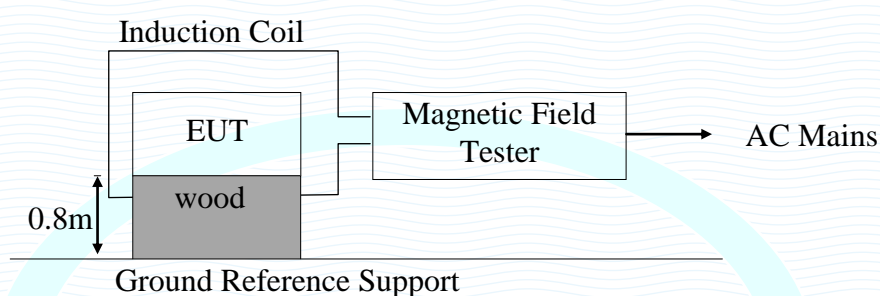 Induction Coil
EUT
Magnetic Field
Tester
AC Mains
wood
0.8m
Ground Reference Support